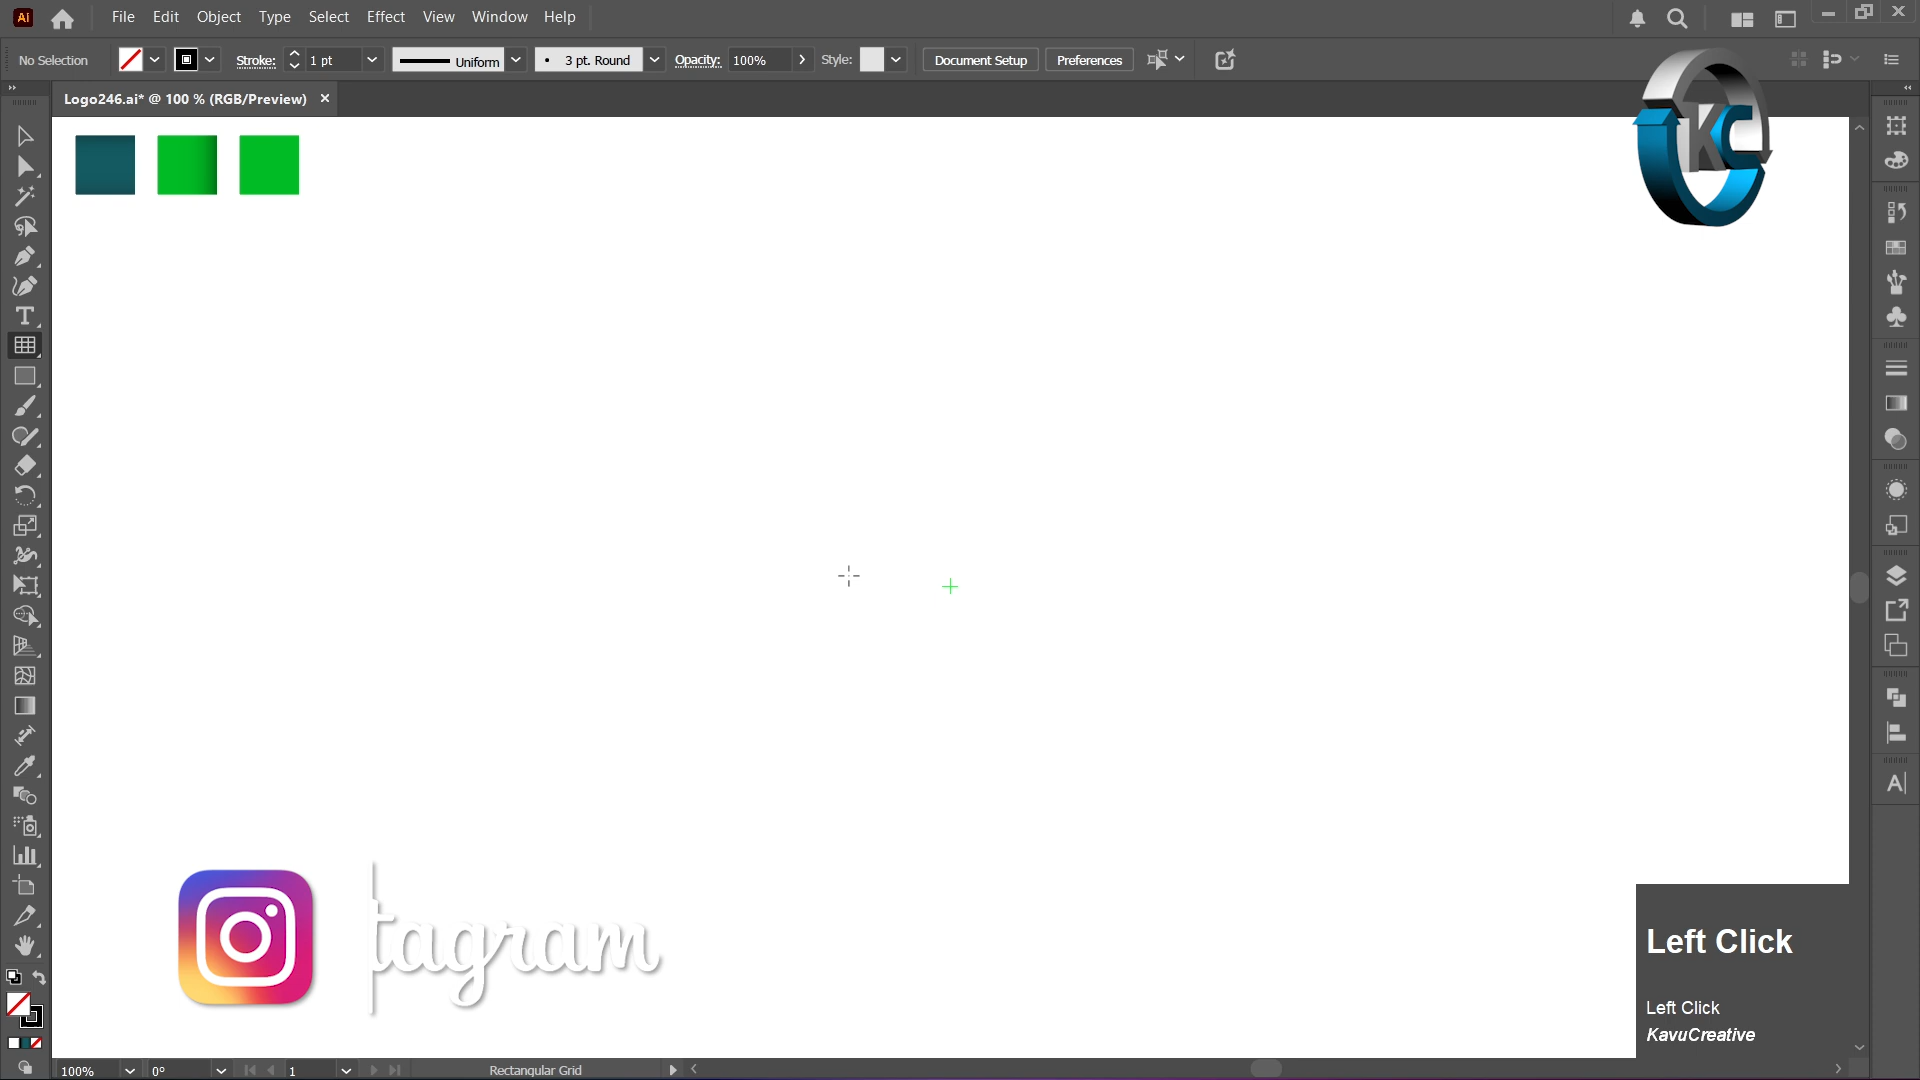 Ai File Edit Object Type Select Effect View Window Help
No Selection Stroke: 1 pt Uniform 3 pt. Round Opacity: 100% Style: Document Setup Preferences
Logo246.ai* @ 100 % (RGB/Preview)
KC
tagram
Left Click
Left Click
KavuCreative
100% 0° 1 Rectangular Grid